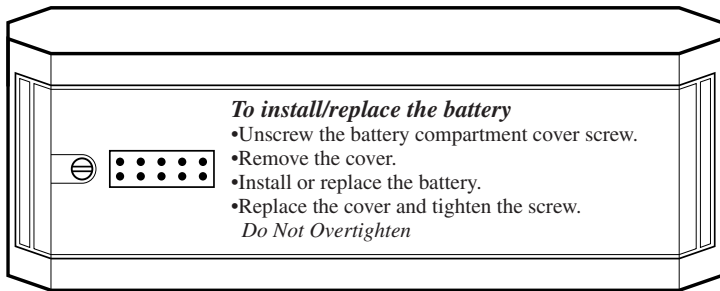 To install/replace the battery
•Unscrew the battery compartment cover screw.
•Remove the cover.
•Install or replace the battery.
•Replace the cover and tighten the screw.
Do Not Overtighten